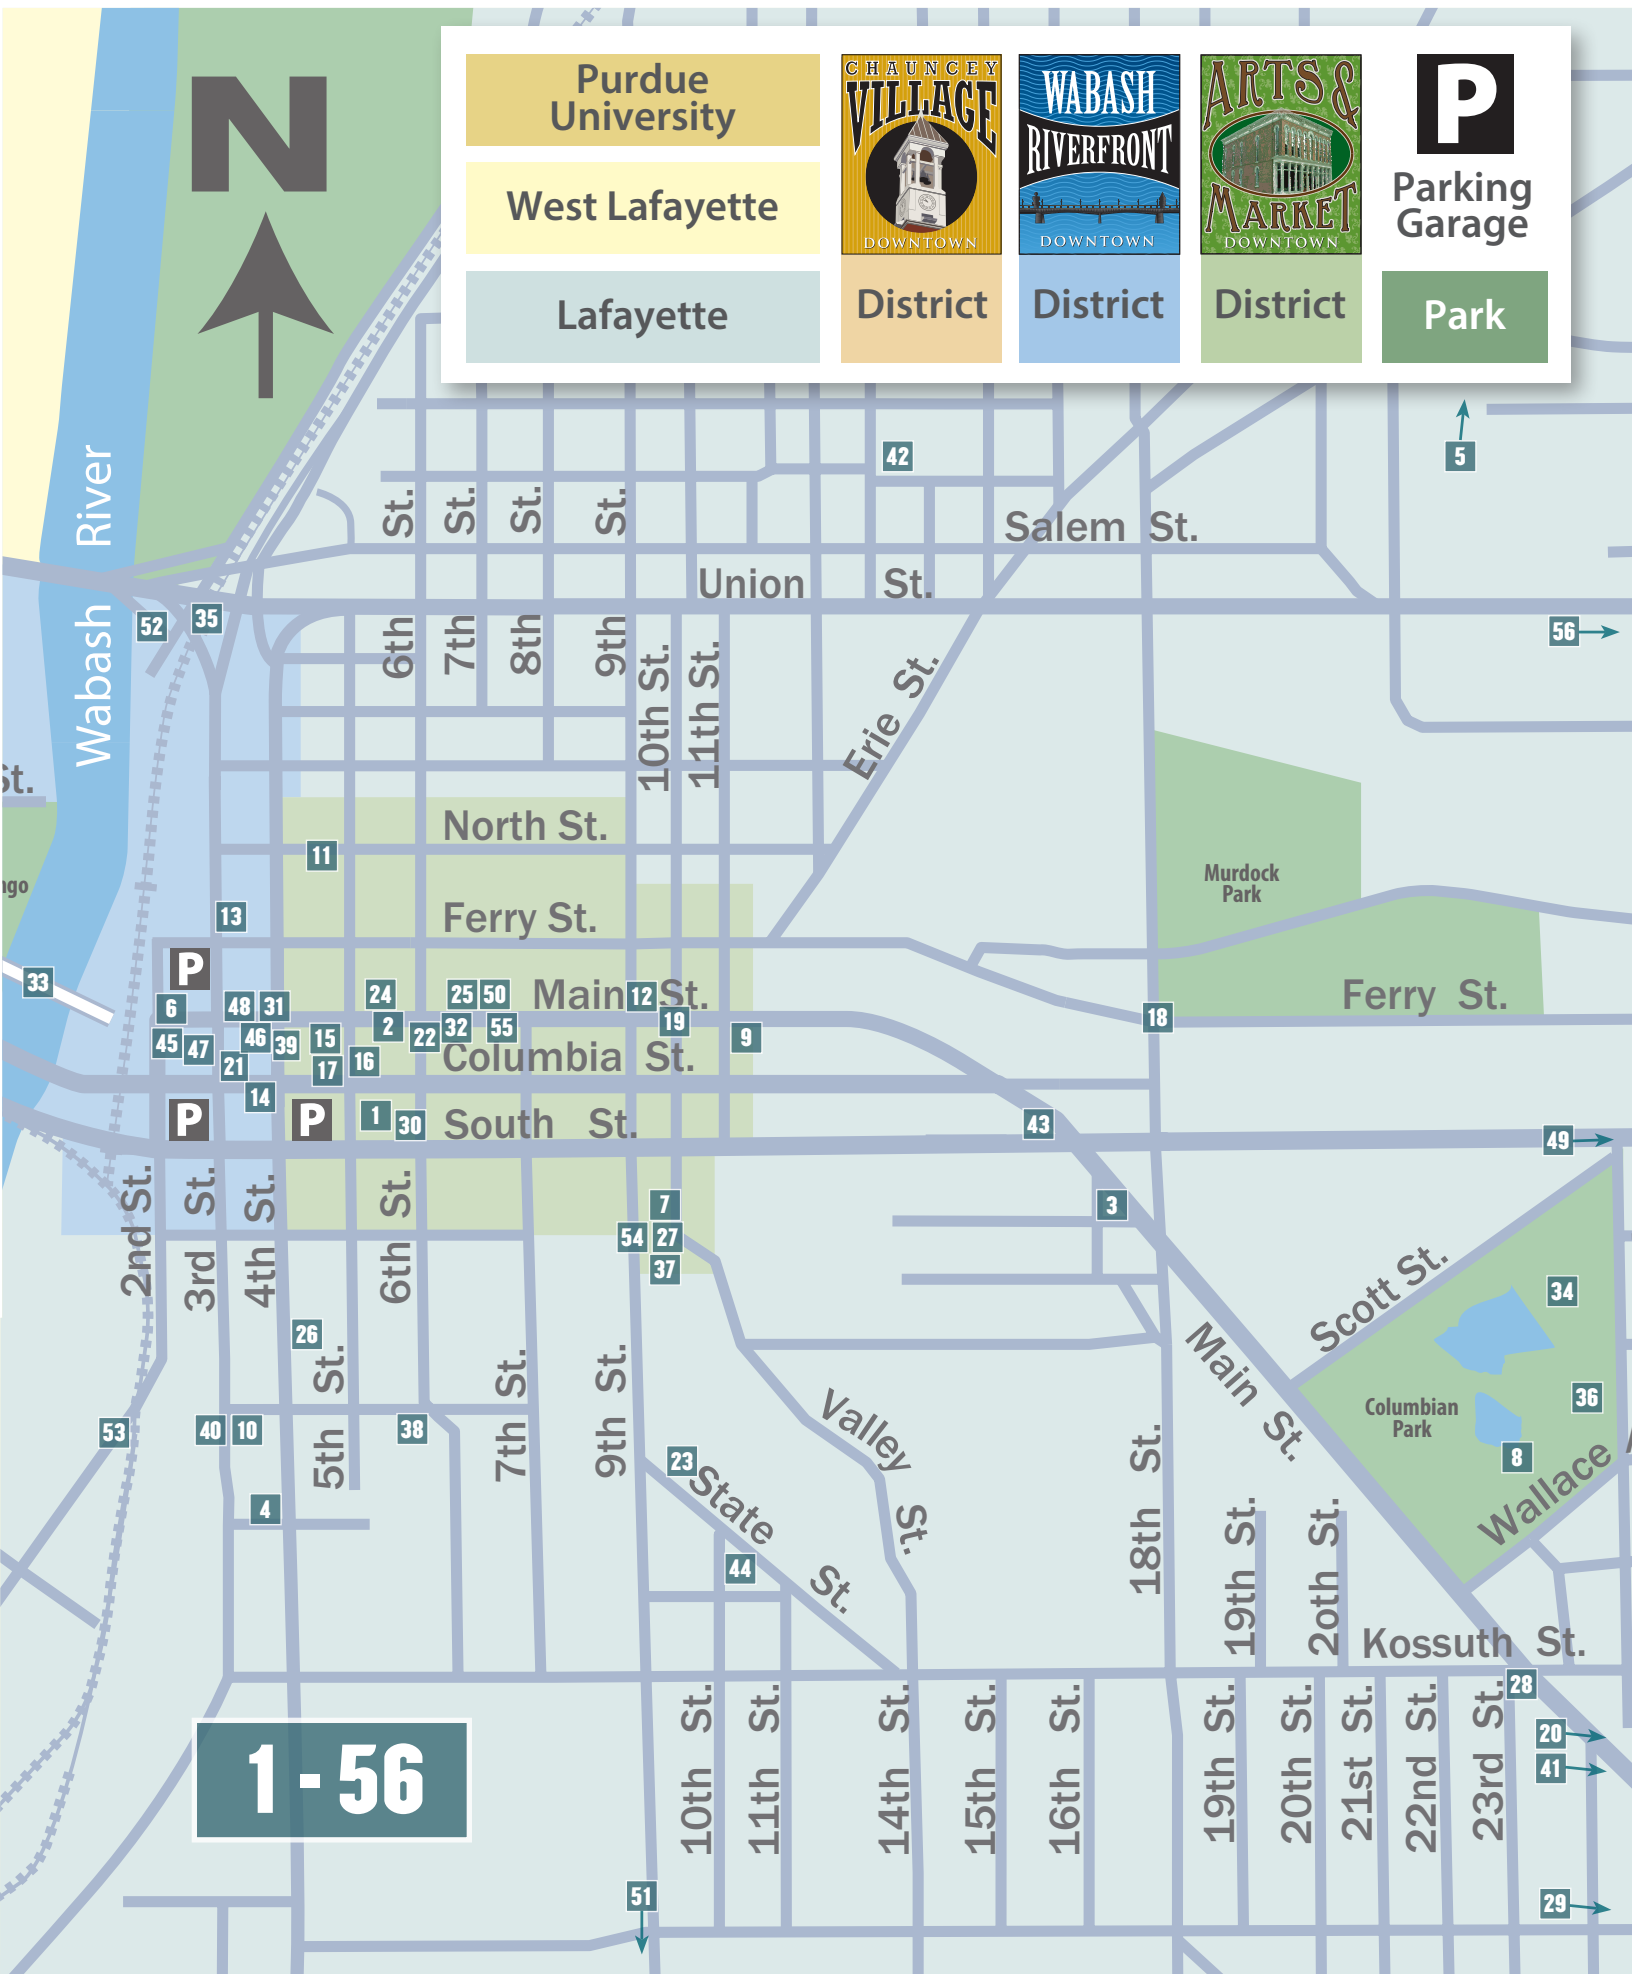 N
Purdue
University
West Lafayette
Lafayette
CHAUNCEY
VILLAGE
DOWNTOWN
District
WABASH
RIVERFRONT
DOWNTOWN
District
ARTS &
MARKET
DOWNTOWN
District
P
Parking
Garage
Park
5
42
Wabash River
6th St.
7th St.
8th St.
9th St.
Salem St.
Union St.
52
35
56
6th
7th
8th
9th
10th St.
11th St.
Erie St.
St.
North St.
11
Murdock
Park
ago
13
Ferry St.
P
33
6
48
31
24
25
50
Main St.
12
Ferry St.
45
47
46
39
15
2
22
32
55
19
9
18
21
17
16
Columbia St.
14
P
P
1
30
South St.
43
49
2nd St.
3rd St.
4th St.
6th St.
7
3
54
27
37
34
Scott St.
26
5th St.
7th St.
9th St.
Main St.
36
Columbian
Park
53
40
10
38
Valley St.
18th St.
8
Wallace
23
State St.
4
44
19th St.
20th St.
Kossuth St.
28
1 - 56
10th St.
11th St.
14th St.
15th St.
16th St.
19th St.
20th St.
21st St.
22nd St.
23rd St.
20
41
51
29